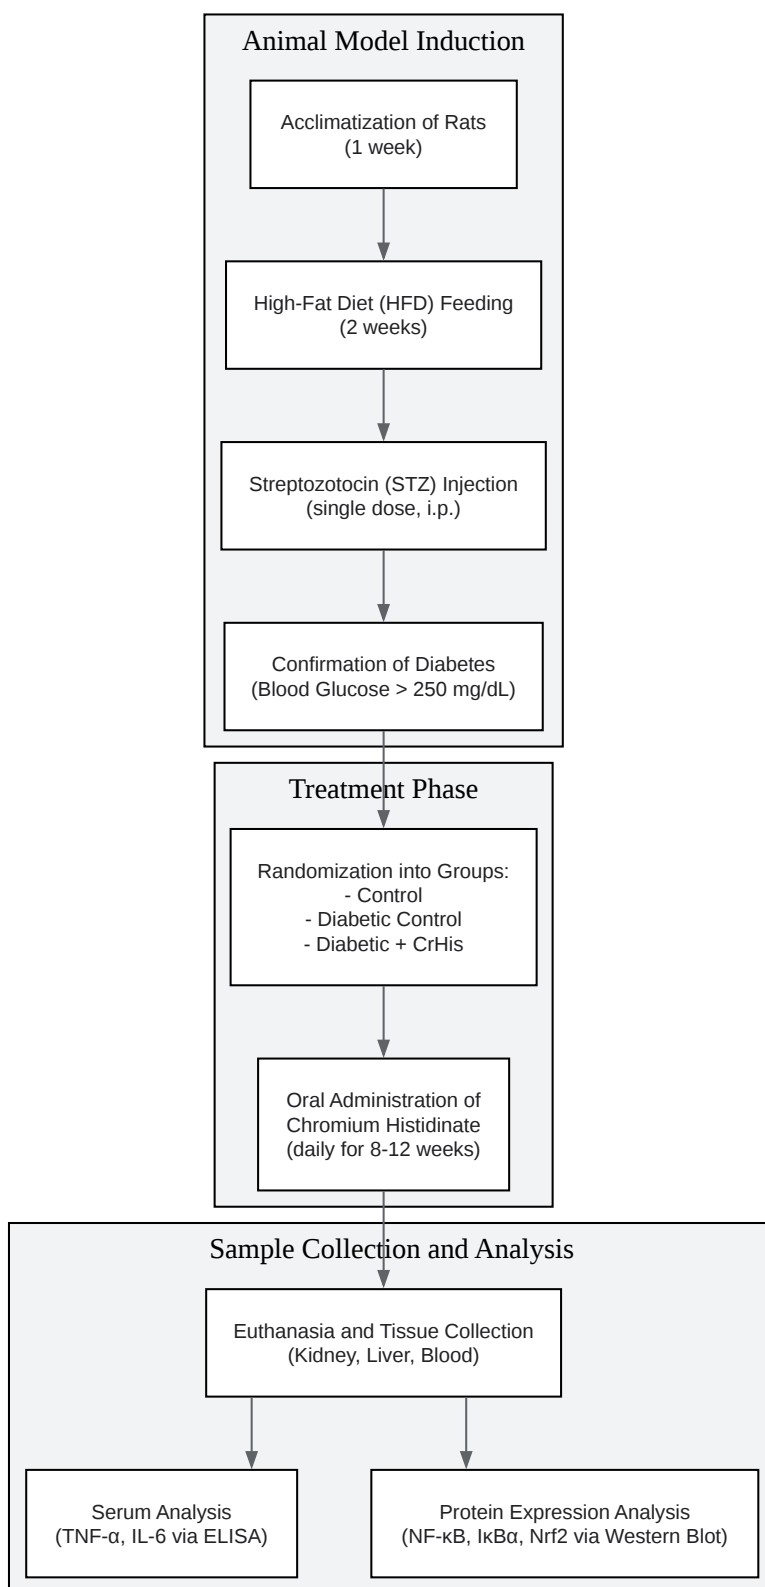 Animal Model Induction
Acclimatization of Rats
(1 week)
High-Fat Diet (HFD) Feeding
(2 weeks)
Streptozotocin (STZ) Injection
(single dose, i.p.)
Confirmation of Diabetes
(Blood Glucose > 250 mg/dL)
Treatment Phase
Randomization into Groups:
- Control
- Diabetic Control
- Diabetic + CrHis
Oral Administration of
Chromium Histidinate
(daily for 8-12 weeks)
Sample Collection and Analysis
Euthanasia and Tissue Collection
(Kidney, Liver, Blood)
Serum Analysis
(TNF-α, IL-6 via ELISA)
Protein Expression Analysis
(NF-κB, IκBα, Nrf2 via Western Blot)